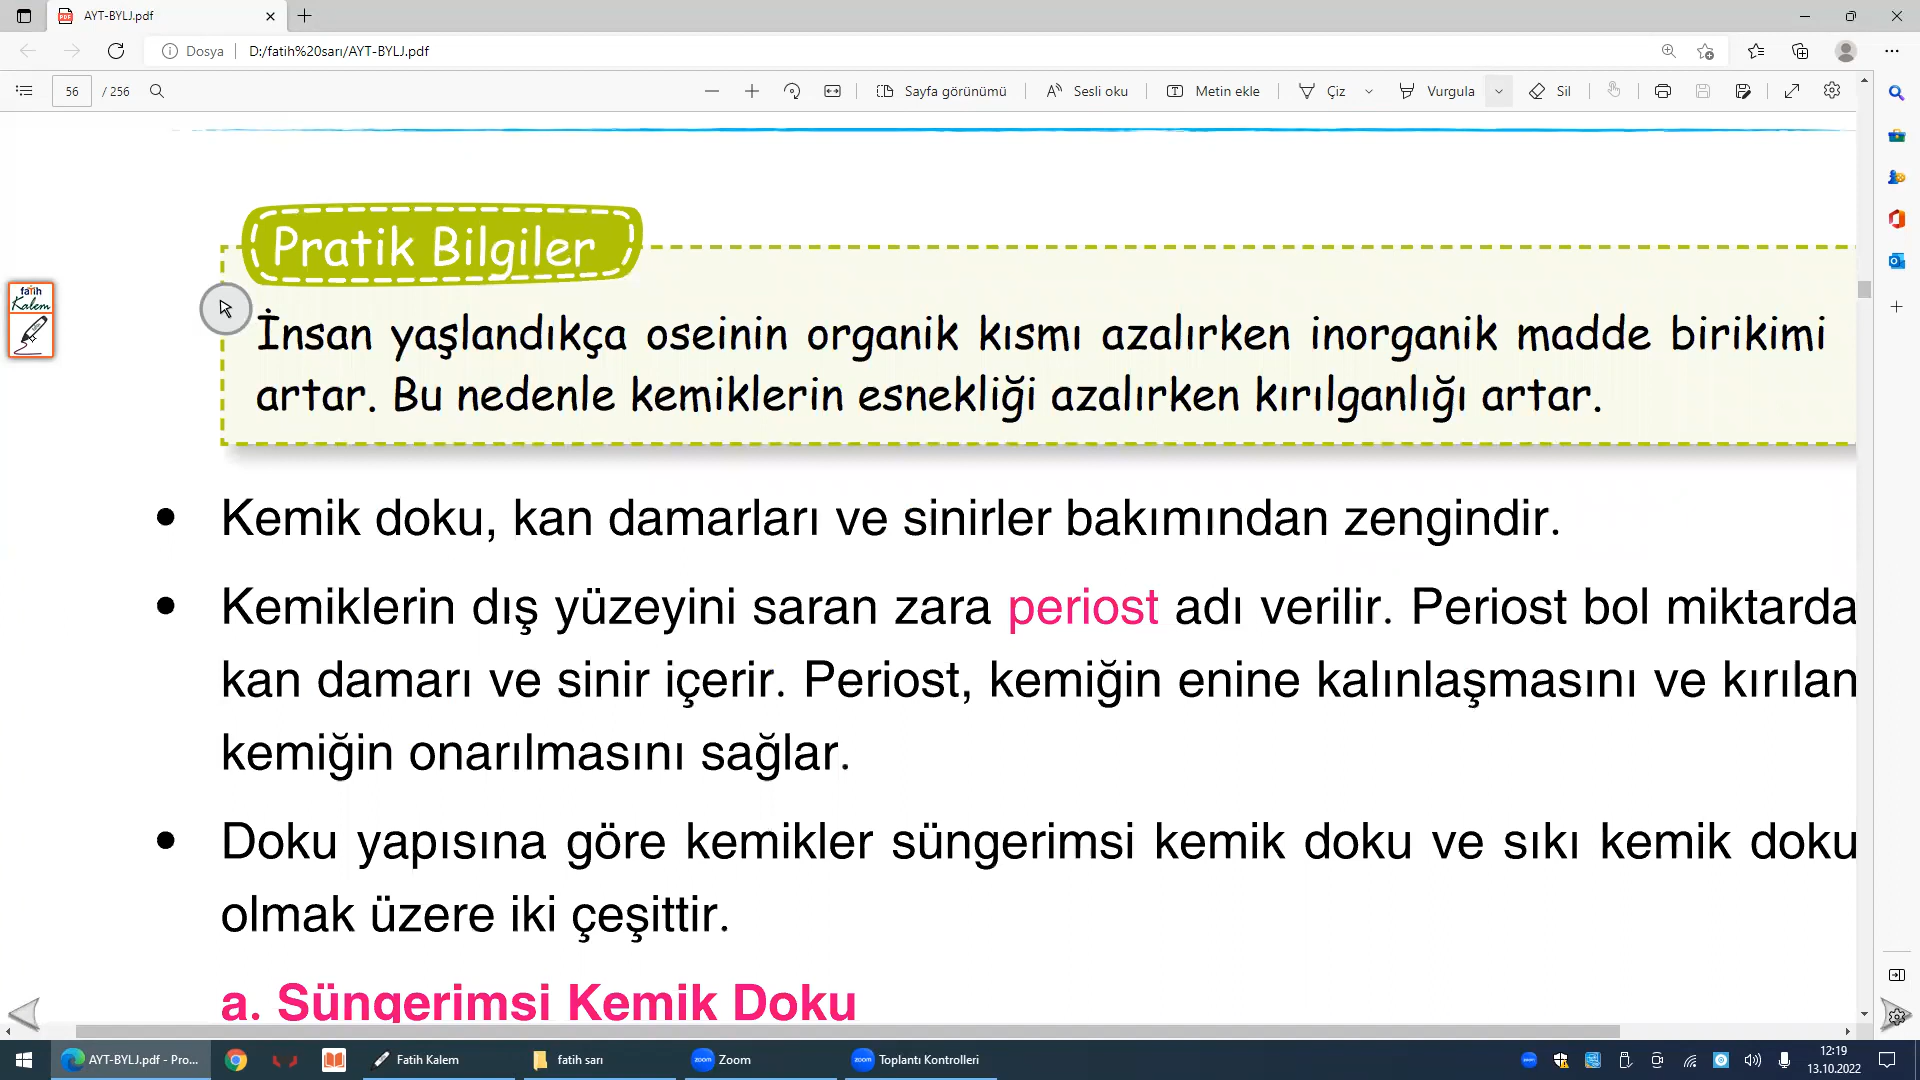 AYT-BYLJ.pdf
Dosya
D:/fatih%20sarı/AYT-BYLJ.pdf
56 / 256
Sayfa görünümü
Sesli oku
Metin ekle
Çiz
Vurgula
Sil
Pratik Bilgiler
fatih
Kalem
İnsan yaşlandıkça oseinin organik kısmı azalırken inorganik madde birikimi
artar. Bu nedenle kemiklerin esnekliği azalırken kırılganlığı artar.
• Kemik doku, kan damarları ve sinirler bakımından zengindir.
• Kemiklerin dış yüzeyini saran zara periost adı verilir. Periost bol miktarda
kan damarı ve sinir içerir. Periost, kemiğin enine kalınlaşmasını ve kırılan
kemiğin onarılmasını sağlar.
• Doku yapısına göre kemikler süngerimsi kemik doku ve sıkı kemik doku
olmak üzere iki çeşittir.
a. Süngerimsi Kemik Doku
AYT-BYLJ.pdf - Pro...
Fatih Kalem
fatih sarı
zoom
Zoom
zoom
Toplantı Kontrolleri
12:19
13.10.2022